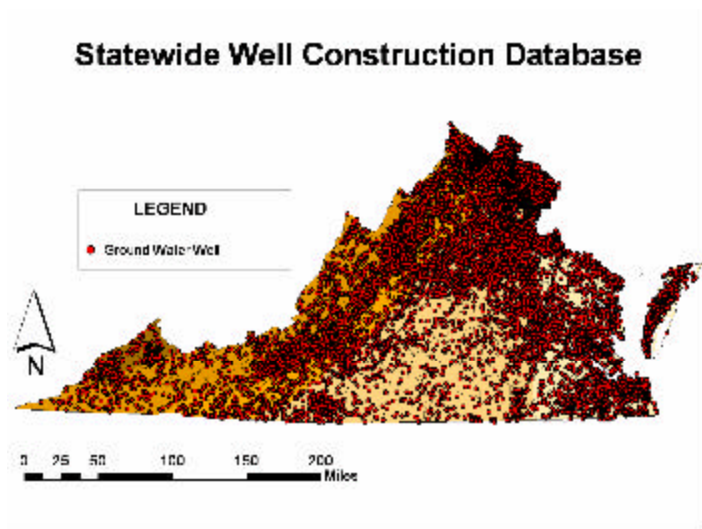 Statewide Well Construction Database
LEGEND
Ground Water Well
N
0 25 50 100 150 200
Miles